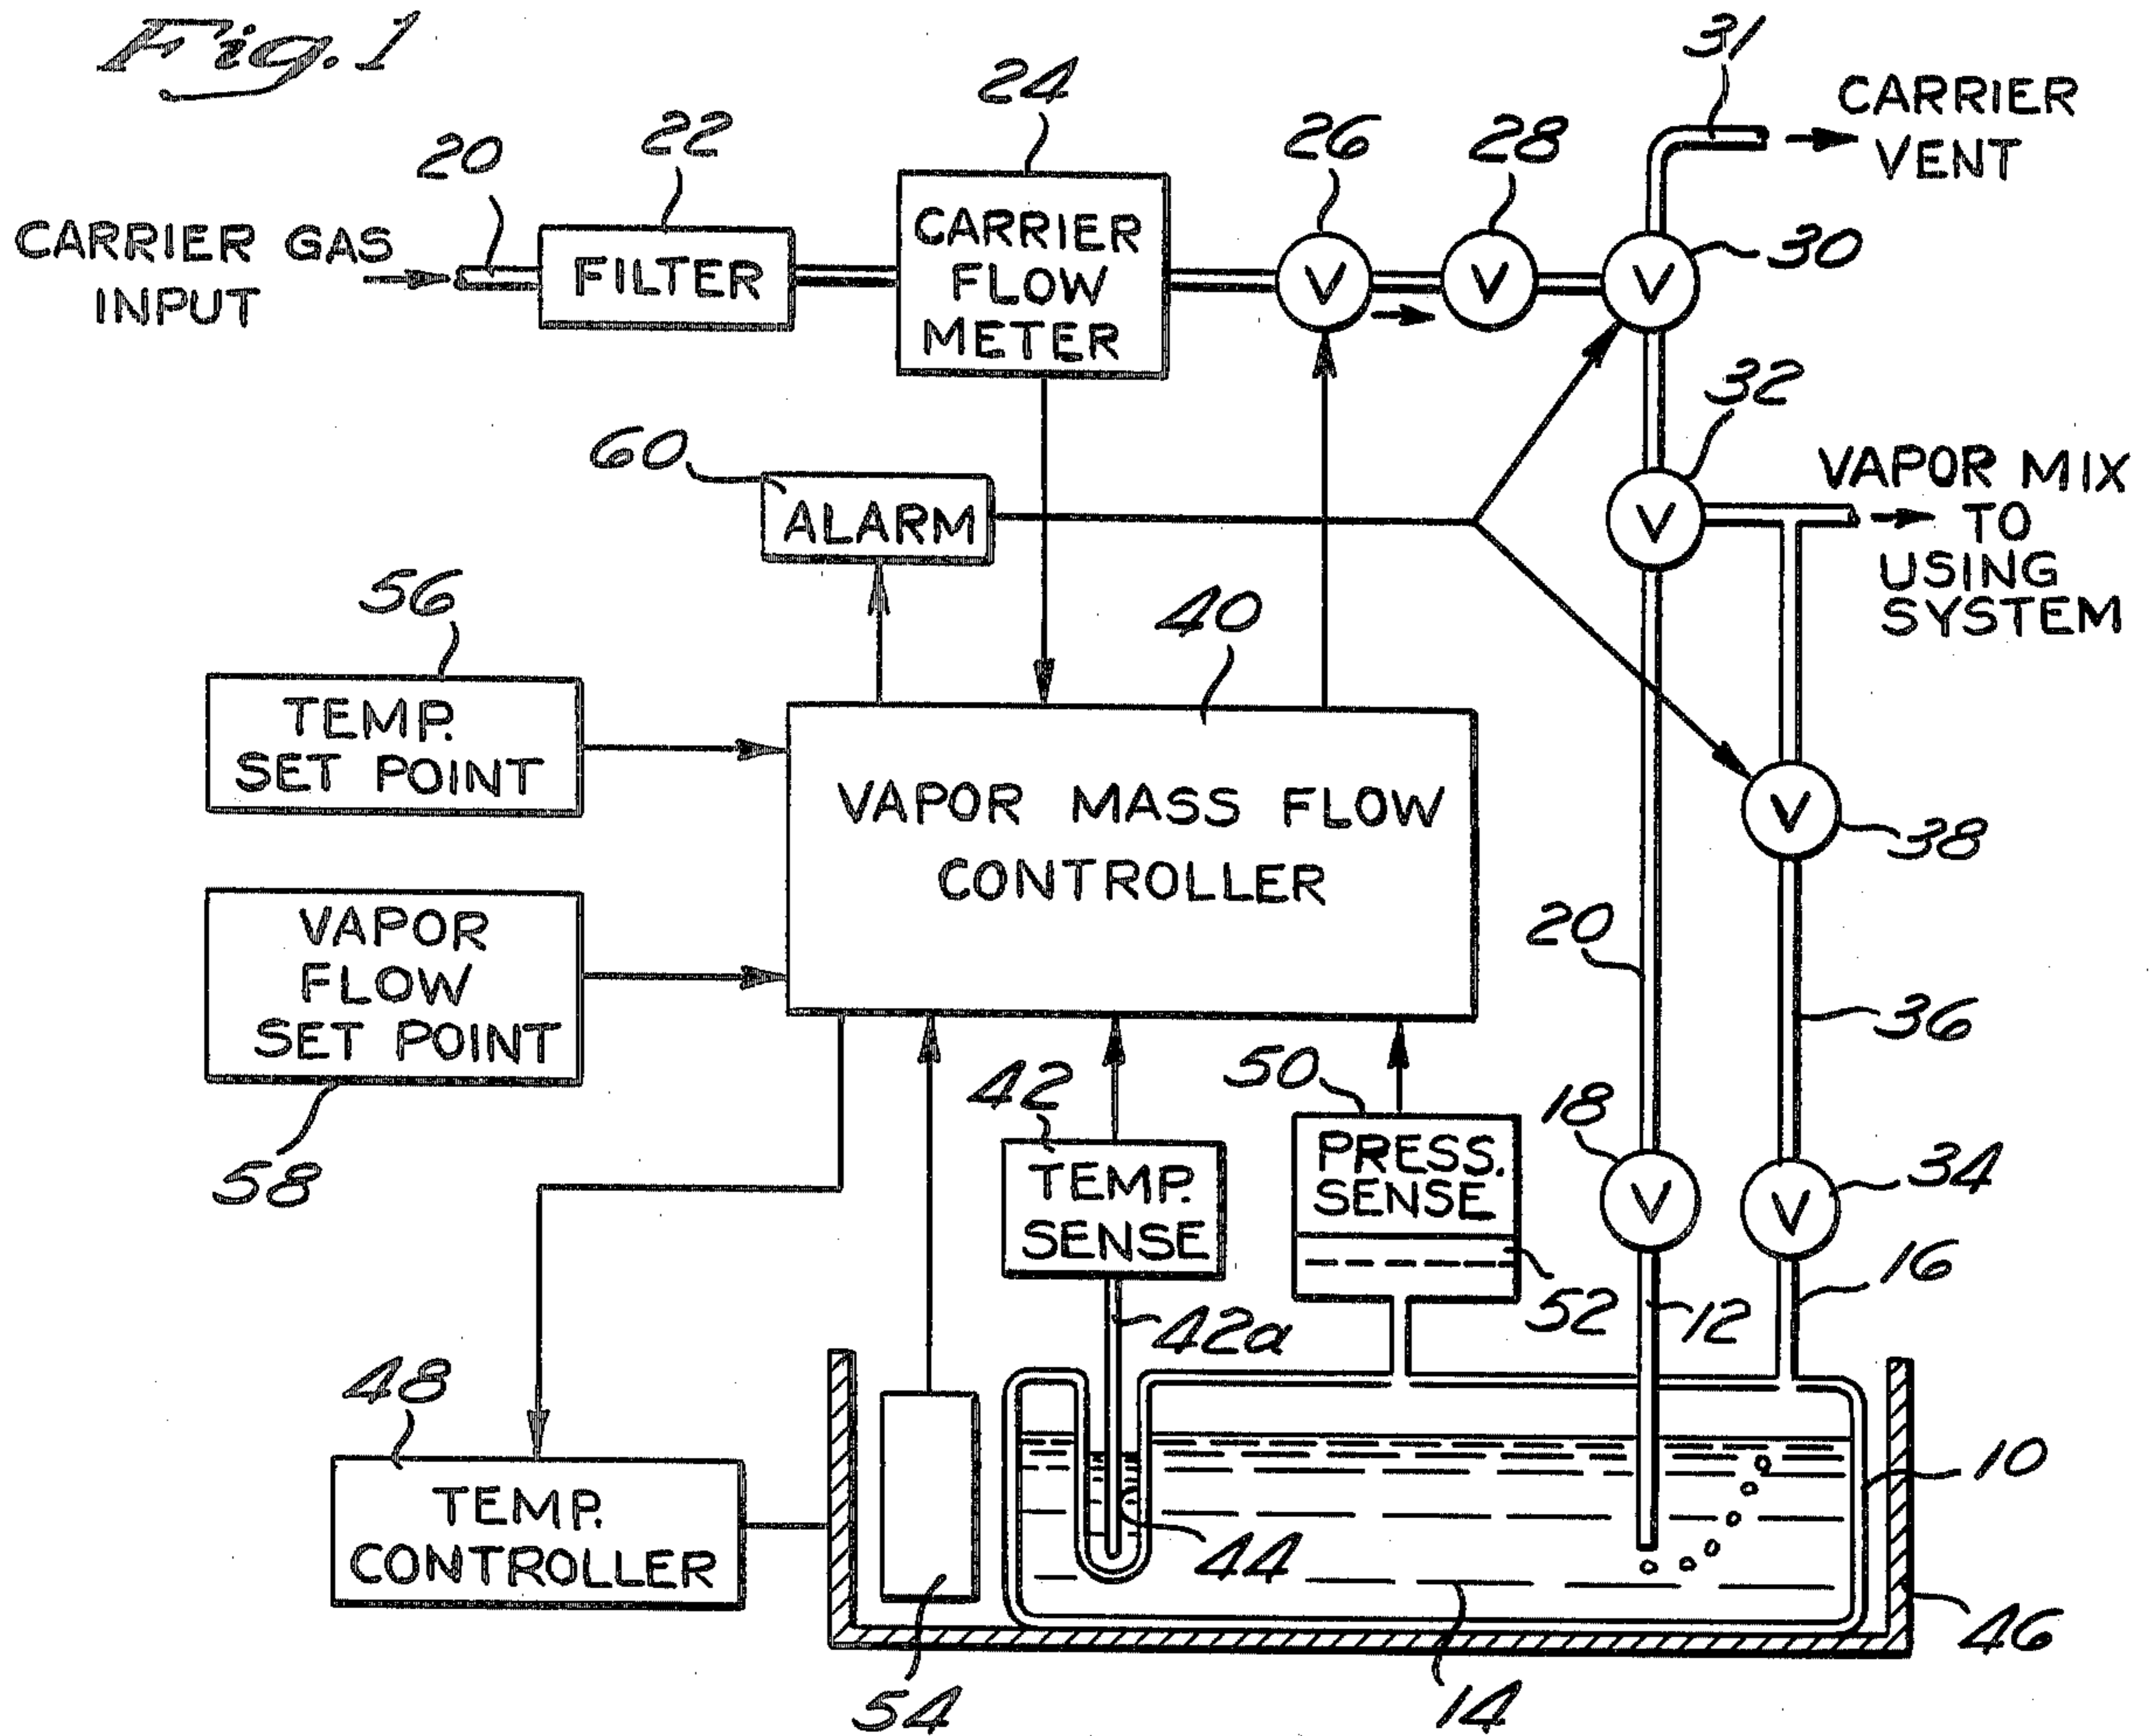 Fig. 1
31
CARRIER
VENT
24
20
22
26
28
CARRIER GAS
INPUT
FILTER
CARRIER
FLOW
METER
V
V
V
30
32
60
ALARM
V
VAPOR MIX
TO
USING
SYSTEM
56
40
TEMP.
SET POINT
VAPOR MASS FLOW
CONTROLLER
V
38
VAPOR
FLOW
SET POINT
58
20
36
42
50
18
TEMP.
SENSE
PRESS.
SENSE
V
V
34
52
12
16
42a
48
TEMP.
CONTROLLER
44
10
46
54
14